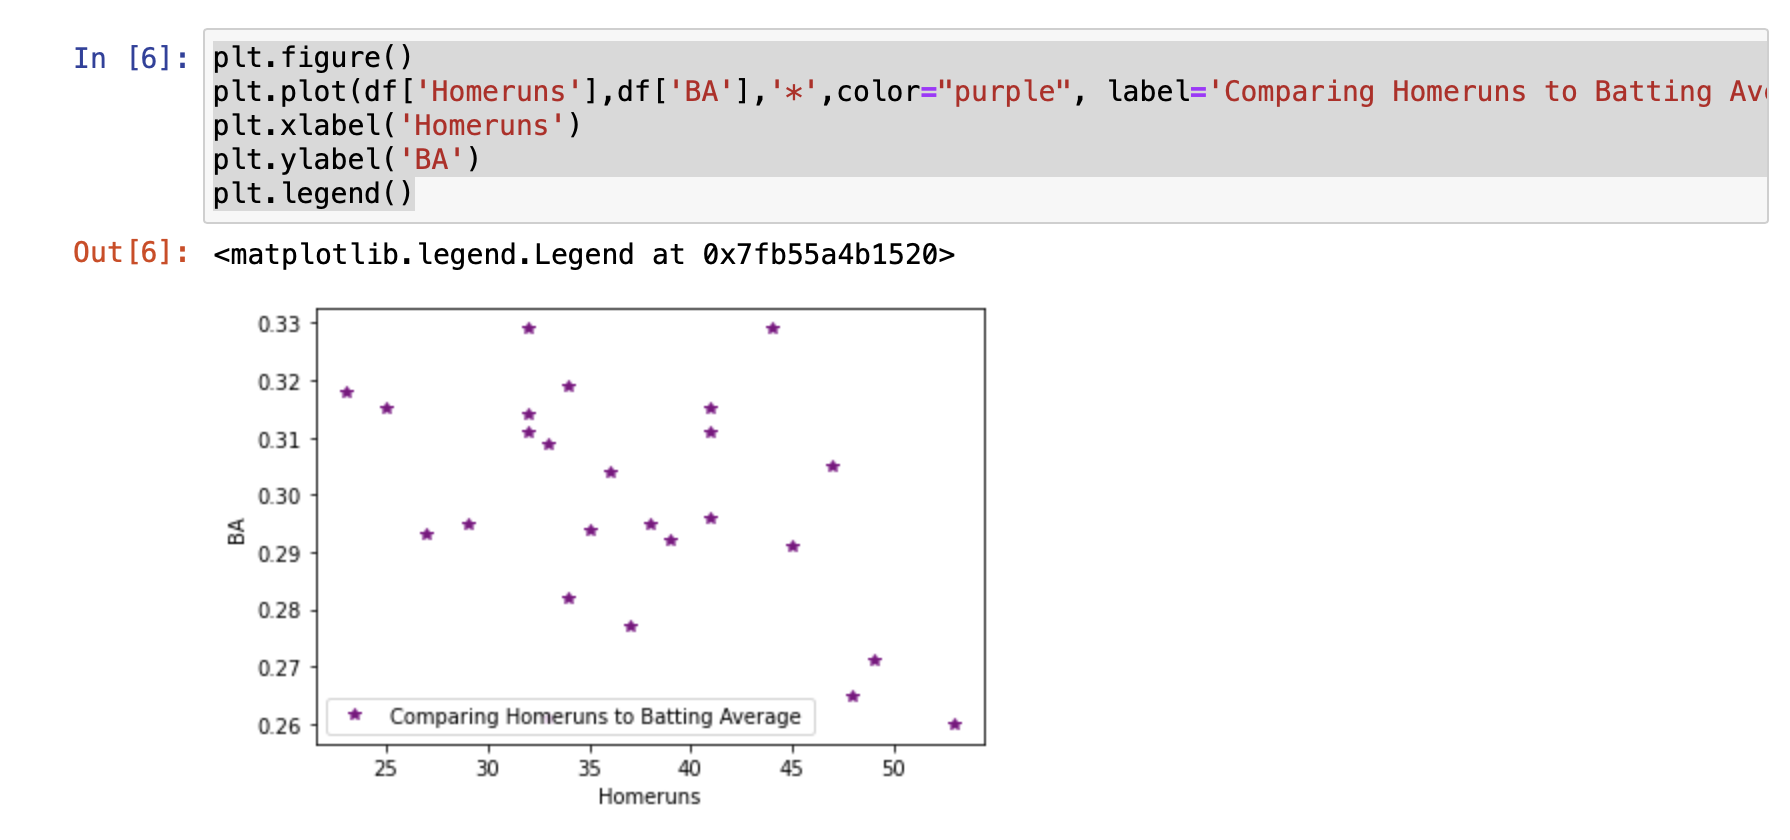 In [6]: plt.figure()
plt.plot(df['Homeruns'],df['BA'],'*',color="purple", label='Comparing Homeruns to Batting Av
plt.xlabel('Homeruns')
plt.ylabel('BA')
plt.legend()
Out[6]: <matplotlib.legend.Legend at 0x7fb55a4b1520>
0.33
0.32
0.31
0.30
0.29
0.28
0.27
0.26
BA
Comparing Homeruns to Batting Average
25 30 35 40 45 50
Homeruns